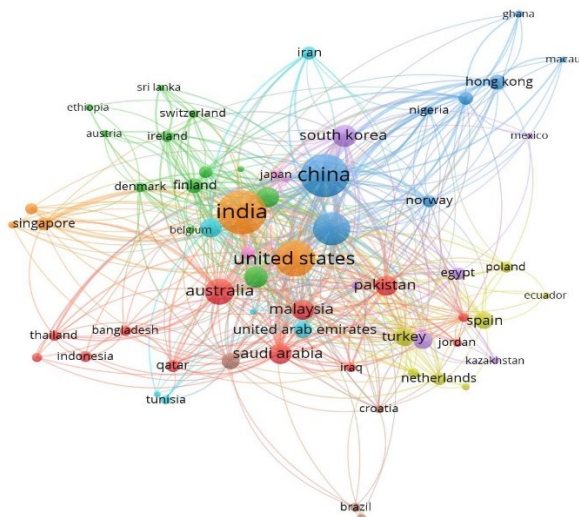 ghana
iran
macau
hong kong
sri lanka
nigeria
ethiopia
switzerland
south korea
austria
ireland
mexico
japan
china
denmark
finland
norway
india
singapore
belgium
united states
egypt
poland
australia
pakistan
ecuador
malaysia
spain
thailand
bangladesh
united arab emirates
turkey
jordan
indonesia
qatar
saudi arabia
iraq
kazakhstan
netherlands
tunisia
croatia
brazil